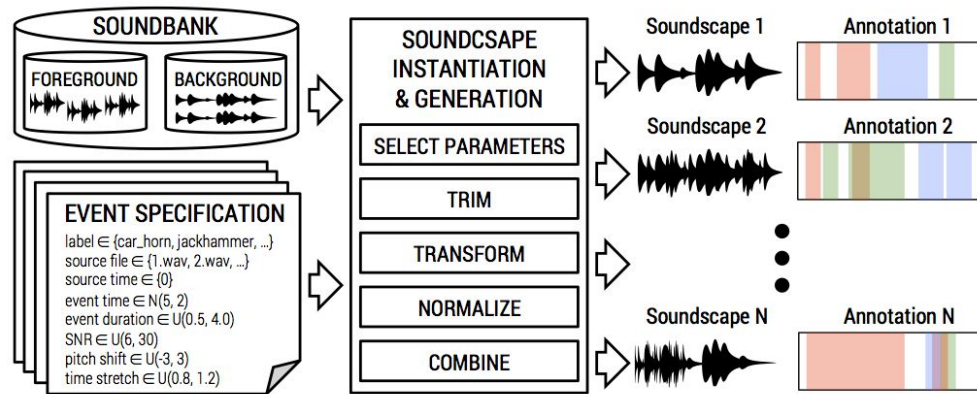 SOUNDBANK
FOREGROUND
BACKGROUND
EVENT SPECIFICATION
label ∈ {car_horn, jackhammer, ...}
source file ∈ {1.wav, 2.wav, ...}
source time ∈ {0}
event time ∈ N(5, 2)
event duration ∈ U(0.5, 4.0)
SNR ∈ U(6, 30)
pitch shift ∈ U(-3, 3)
time stretch ∈ U(0.8, 1.2)
SOUNDCSAPE
INSTANTIATION
& GENERATION
SELECT PARAMETERS
TRIM
TRANSFORM
NORMALIZE
COMBINE
Soundscape 1
Annotation 1
Soundscape 2
Annotation 2
Soundscape N
Annotation N